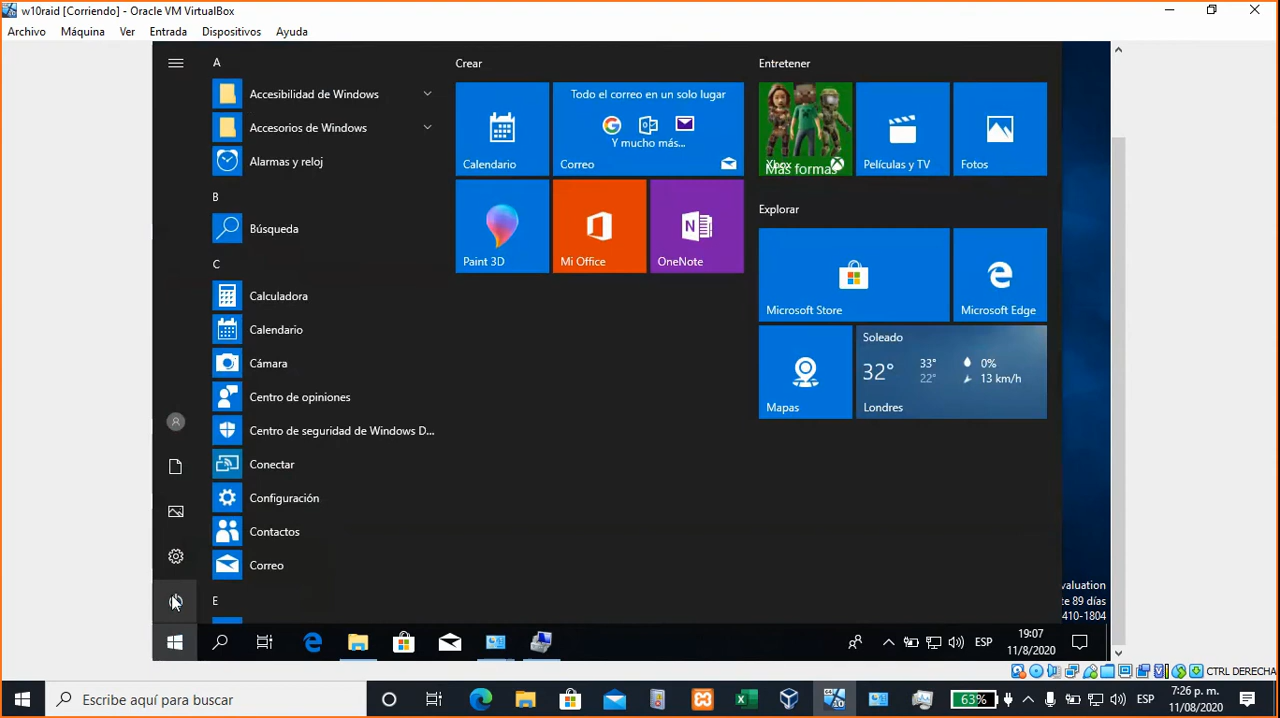 w10raid [Corriendo] - Oracle VM VirtualBox
Archivo Máquina Ver Entrada Dispositivos Ayuda
A
Accesibilidad de Windows
Accesorios de Windows
Alarmas y reloj
B
Búsqueda
C
Calculadora
Calendario
Cámara
Centro de opiniones
Centro de seguridad de Windows D...
Conectar
Configuración
Contactos
Correo
E
Crear
Calendario
Todo el correo en un solo lugar
Y mucho más...
Correo
Paint 3D
Mi Office
OneNote
Entretener
Xbox
Más formas
Películas y TV
Fotos
Explorar
Microsoft Store
Microsoft Edge
Mapas
Soleado
32° 33° 0%
22° 13 km/h
Londres
valuation
te 89 días
410-1804
ESP
19:07
11/8/2020
CTRL DERECHA
Escribe aquí para buscar
63%
ESP
7:26 p. m.
11/08/2020